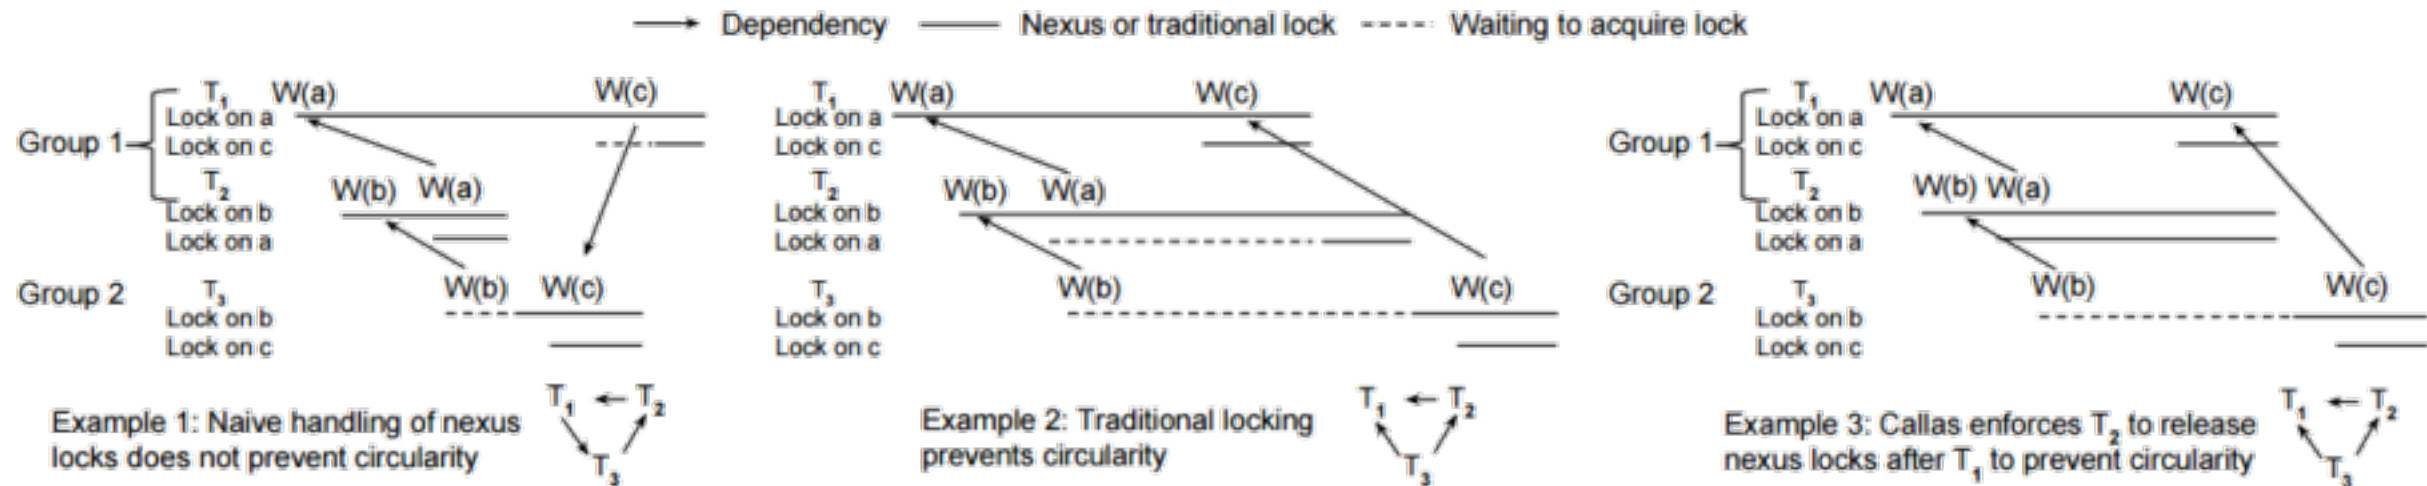 Dependency Nexus or traditional lock Waiting to acquire lock
T1 W(a) W(c)
Lock on a
Group 1
Lock on c
T2 W(b) W(a)
Lock on b
Lock on a
Group 2 T3 W(b) W(c)
Lock on b
Lock on c
T1 T2
T3
Example 1: Naive handling of nexus
locks does not prevent circularity
T1 W(a) W(c)
Lock on a
Lock on c
T2 W(b) W(a)
Lock on b
Lock on a
T3 W(b) W(c)
Lock on b
Lock on c
T1 T2
T3
Example 2: Traditional locking
prevents circularity
T1 W(a) W(c)
Lock on a
Group 1
Lock on c
T2 W(b) W(a)
Lock on b
Lock on a
Group 2 T3 W(b) W(c)
Lock on b
Lock on c
T1 T2
T3
Example 3: Callas enforces T2 to release
nexus locks after T1 to prevent circularity